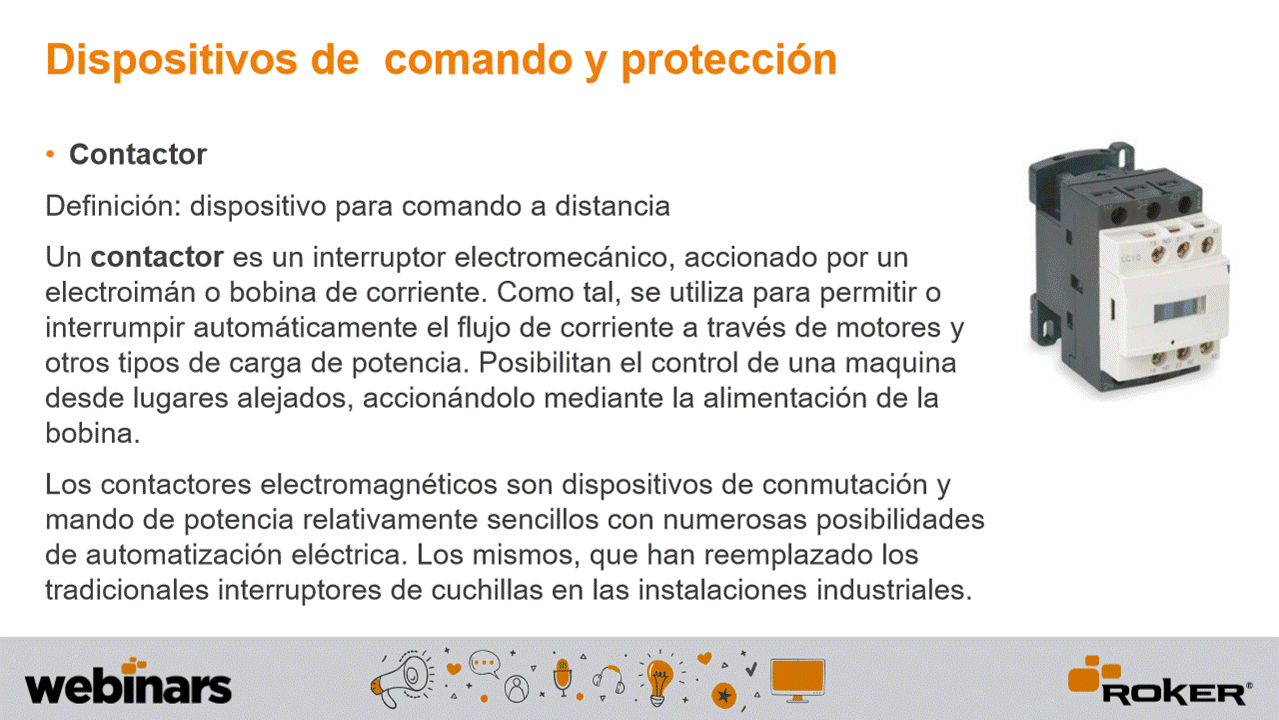 Dispositivos de  comando y protección
• Contactor
Definición: dispositivo para comando a distancia
Un contactor es un interruptor electromecánico, accionado por un
electroimán o bobina de corriente. Como tal, se utiliza para permitir o
interrumpir automáticamente el flujo de corriente a través de motores y
otros tipos de carga de potencia. Posibilitan el control de una maquina
desde lugares alejados, accionándolo mediante la alimentación de la
bobina.
Los contactores electromagnéticos son dispositivos de conmutación y
mando de potencia relativamente sencillos con numerosas posibilidades
de automatización eléctrica. Los mismos, que han reemplazado los
tradicionales interruptores de cuchillas en las instalaciones industriales.
LC1D
webinars
ROKER®